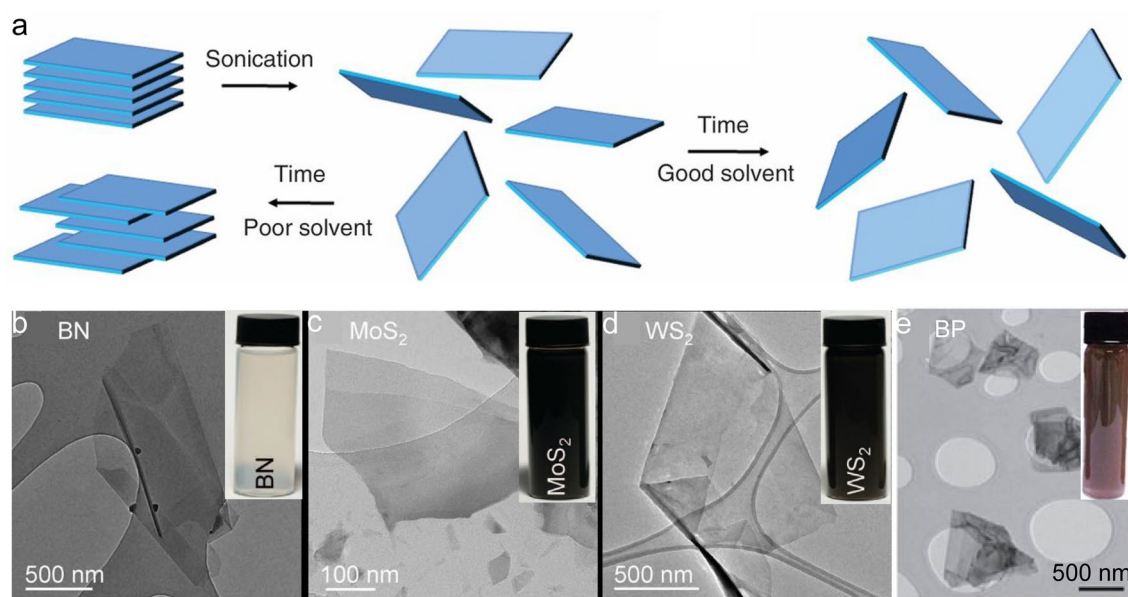 a
Sonication
Time
Good solvent
Time
Poor solvent
b
BN
BN
500 nm
c
MoS₂
MoS₂
100 nm
d
WS₂
WS₂
500 nm
e
BP
500 nm